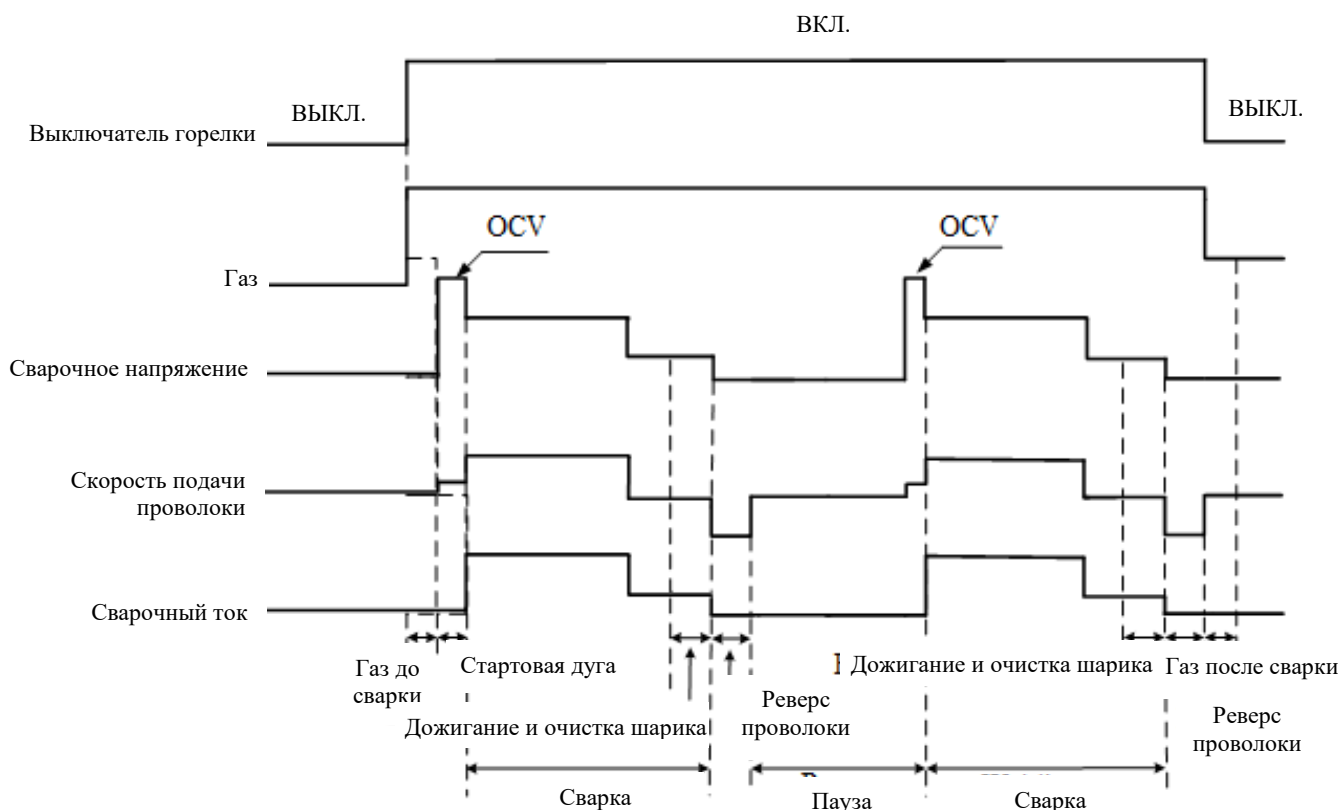 ВКЛ.
ВЫКЛ.
ВЫКЛ.
Выключатель горелки
OCV
OCV
Газ
Сварочное напряжение
Скорость подачи
проволоки
Сварочный ток
Газ до
сварки
Стартовая дуга
Дожигание и очистка шарика
Газ после сварки
Дожигание и очистка шарика
Реверс
проволоки
Реверс
проволоки
Сварка
Пауза
Сварка